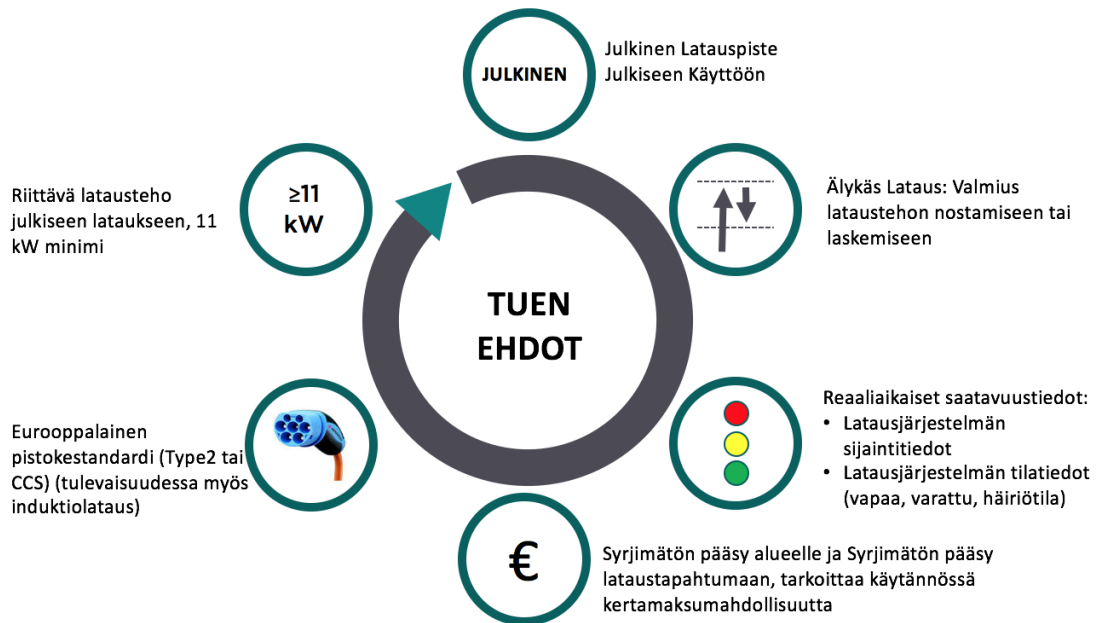 JULKINEN
Julkinen Latauspiste
Julkiseen Käyttöön
Älykäs Lataus: Valmius
lataustehon nostamiseen tai
laskemiseen
Reaaliaikaiset saatavuustiedot:
• Latausjärjestelmän
sijaintitiedot
• Latausjärjestelmän tilatiedot
(vapaa, varattu, häiriötila)
€
Syrjimätön pääsy alueelle ja Syrjimätön pääsy
lataustapahtumaan, tarkoittaa käytännössä
kertamaksumahdollisuutta
Eurooppalainen
pistokestandardi (Type2 tai
CCS) (tulevaisuudessa myös
induktiolataus)
Riittävä latausteho
julkiseen lataukseen, 11
kW minimi
≥11
kW
TUEN
EHDOT